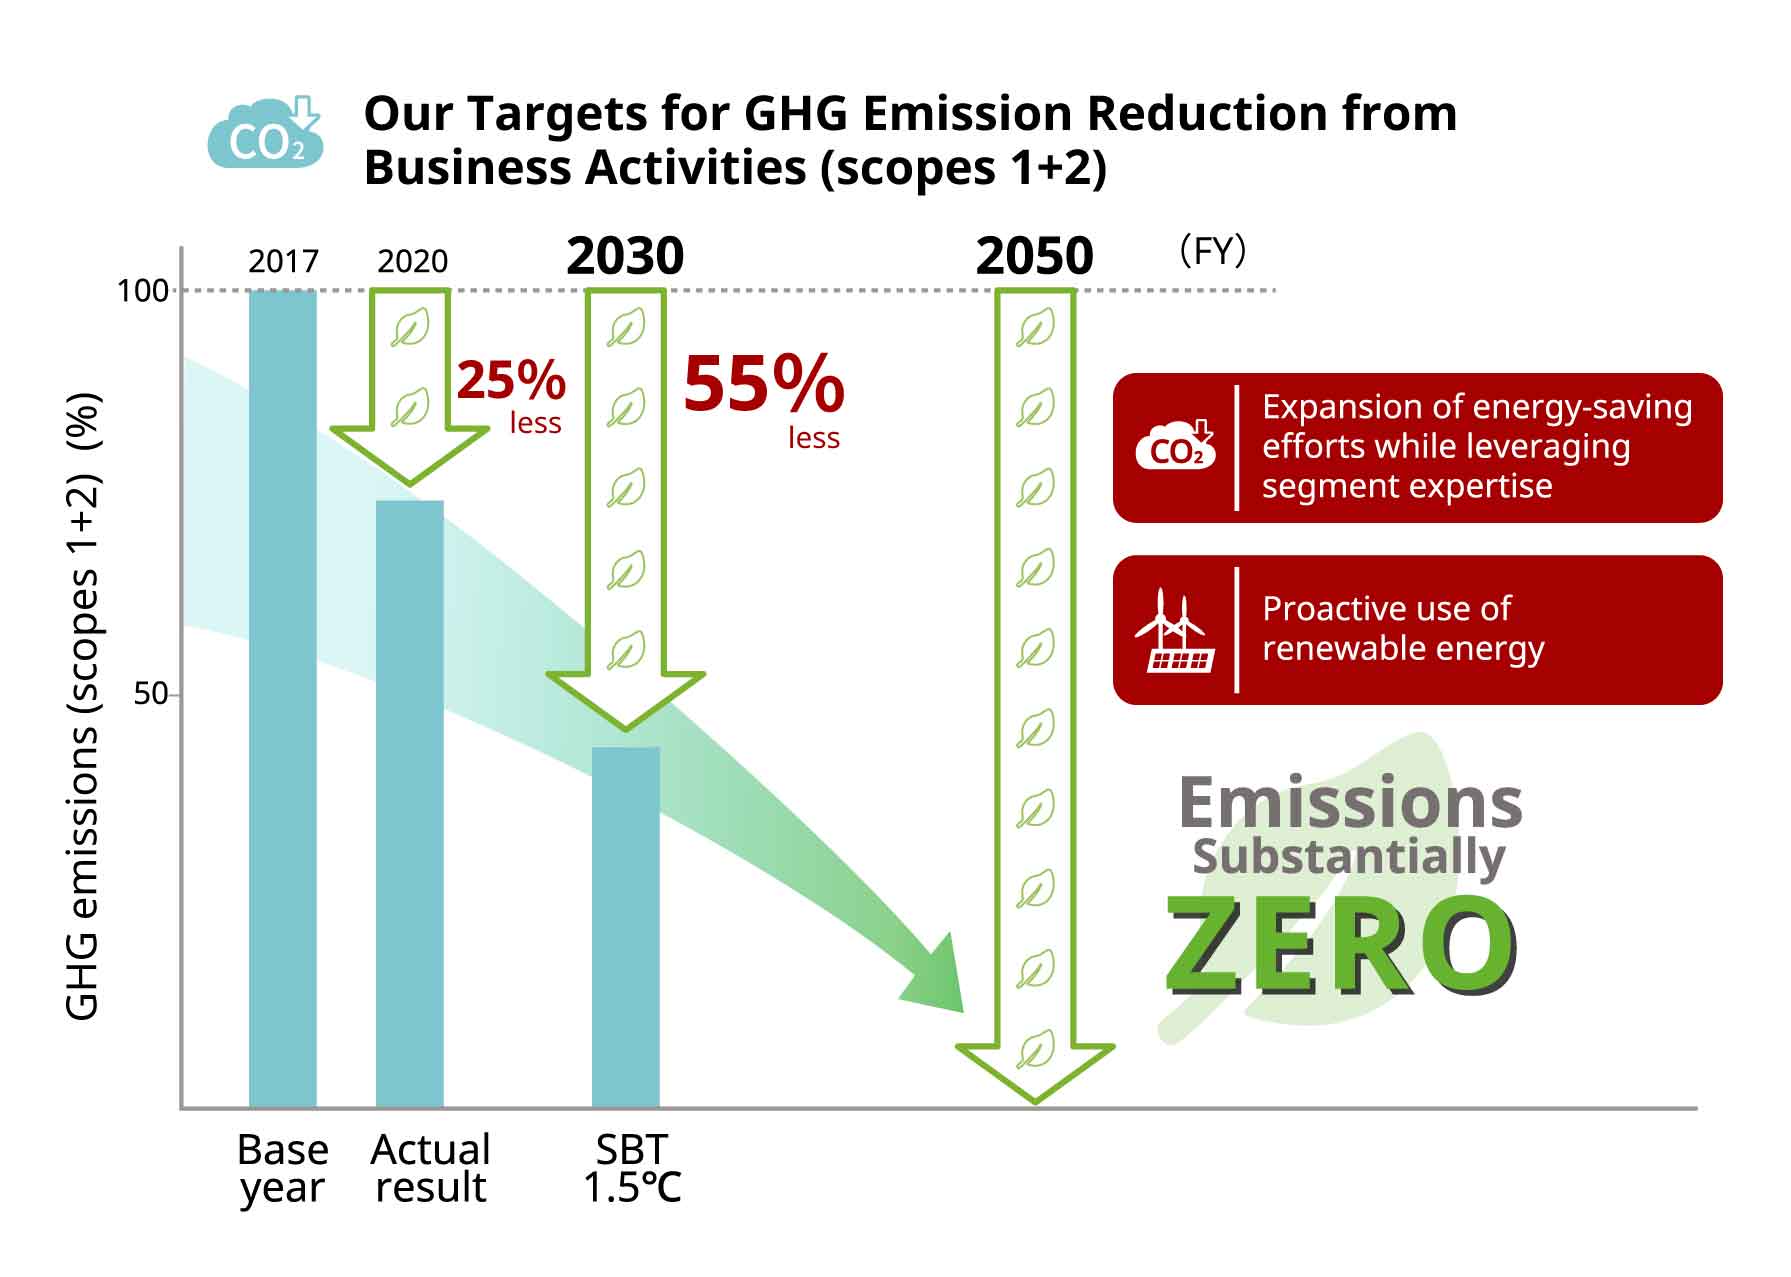 CO2
Our Targets for GHG Emission Reduction from
Business Activities (scopes 1+2)
2017
2020
2030
2050
(FY)
100
50
GHG emissions (scopes 1+2) (%)
25%
less
55%
less
CO2
Expansion of energy-saving
efforts while leveraging
segment expertise
Proactive use of
renewable energy
Emissions
Substantially
ZERO
Base
year
Actual
result
SBT
1.5℃